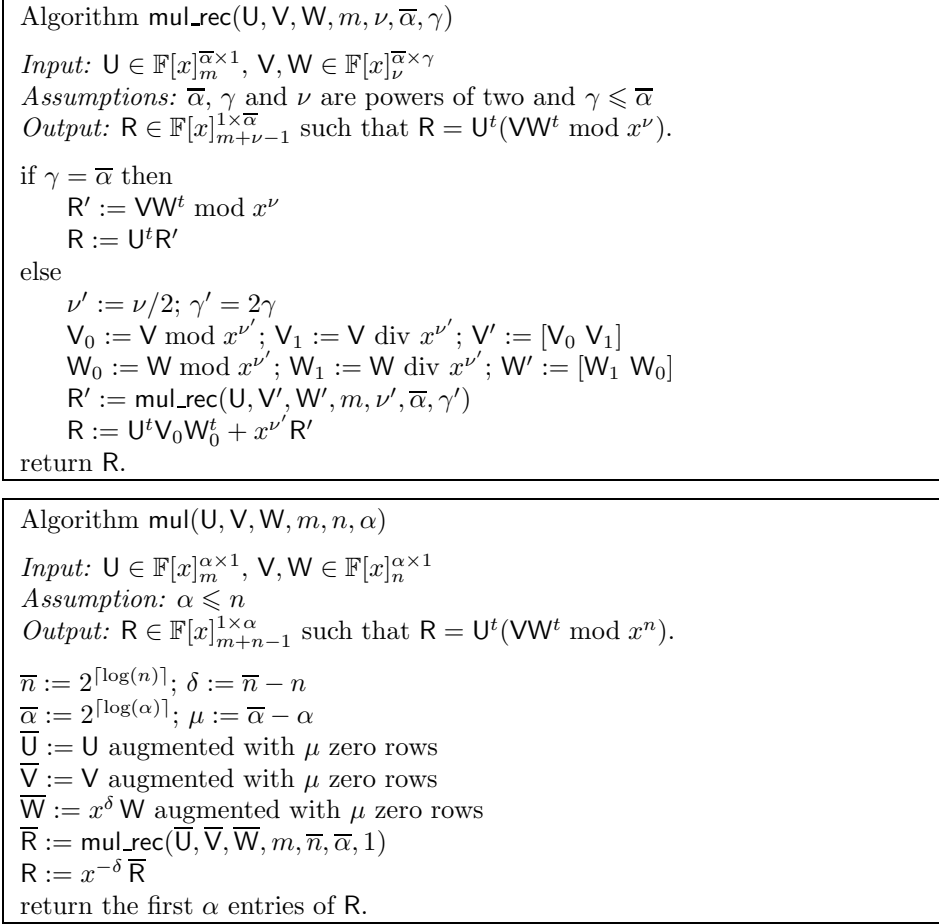 Algorithm mul_rec(U, V, W, m, ν, α̅, γ)
Input: U ∈ 𝔽[x]_m^{α̅×1}, V, W ∈ 𝔽[x]_ν^{α̅×γ}
Assumptions: α̅, γ and ν are powers of two and γ ⩽ α̅
Output: R ∈ 𝔽[x]_{m+ν−1}^{1×α̅} such that R = U^t(VW^t mod x^ν).
if γ = α̅ then
R′ := VW^t mod x^ν
R := U^t R′
else
ν′ := ν/2; γ′ = 2γ
V_0 := V mod x^{ν′}; V_1 := V div x^{ν′}; V′ := [V_0 V_1]
W_0 := W mod x^{ν′}; W_1 := W div x^{ν′}; W′ := [W_1 W_0]
R′ := mul_rec(U, V′, W′, m, ν′, α̅, γ′)
R := U^t V_0 W_0^t + x^{ν′} R′
return R.
Algorithm mul(U, V, W, m, n, α)
Input: U ∈ 𝔽[x]_m^{α×1}, V, W ∈ 𝔽[x]_n^{α×1}
Assumption: α ⩽ n
Output: R ∈ 𝔽[x]_{m+n−1}^{1×α} such that R = U^t(VW^t mod x^n).
n̅ := 2^{⌈log(n)⌉}; δ := n̅ − n
α̅ := 2^{⌈log(α)⌉}; μ := α̅ − α
U̅ := U augmented with μ zero rows
V̅ := V augmented with μ zero rows
W̅ := x^δ W augmented with μ zero rows
R̅ := mul_rec(U̅, V̅, W̅, m, n̅, α̅, 1)
R := x^{−δ} R̅
return the first α entries of R.